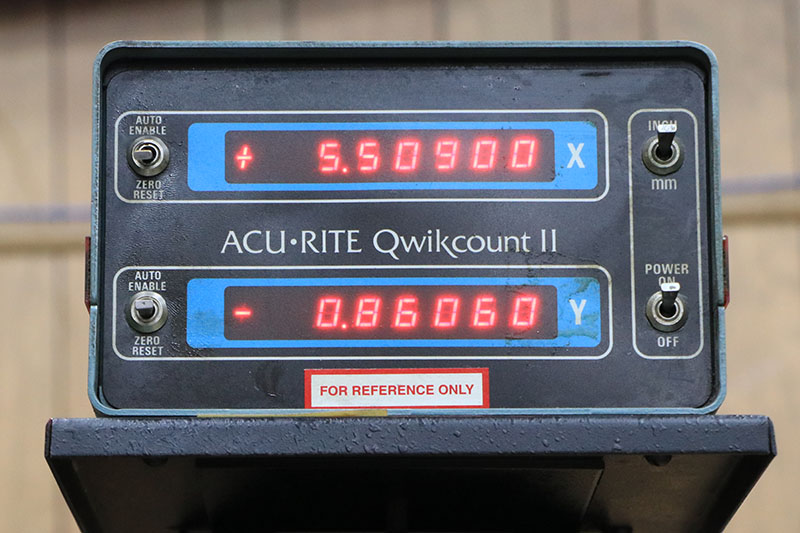 AUTO
ENABLE
ZERO
RESET
+ 5.50900 X
INCH
mm
ACU•RITE Qwikcount II
AUTO
ENABLE
ZERO
RESET
- 0.86060 Y
POWER
ON
OFF
FOR REFERENCE ONLY